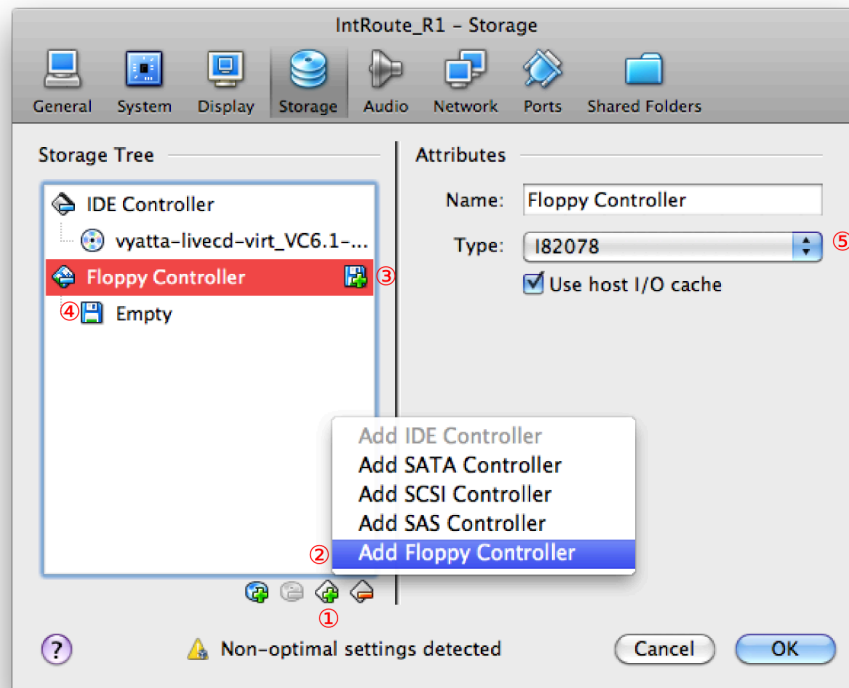 IntRoute_R1 – Storage
General System Display Storage Audio Network Ports Shared Folders
Storage Tree
IDE Controller
vyatta-livecd-virt_VC6.1-...
Floppy Controller ③
④ Empty
Attributes
Name: Floppy Controller
Type: I82078 ⑤
Use host I/O cache
Add IDE Controller
Add SATA Controller
Add SCSI Controller
Add SAS Controller
② Add Floppy Controller
①
? Non-optimal settings detected Cancel OK